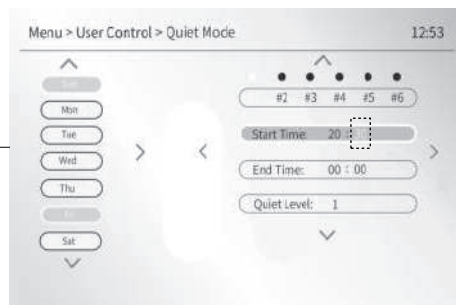 Menu > User Control > Quiet Mode 12:53
Sun
Mon
Tue
Wed
Thu
Sat
#2 #3 #4 #5 #6
Start Time: 20 :
End Time: 00 : 00
Quiet Level: 1